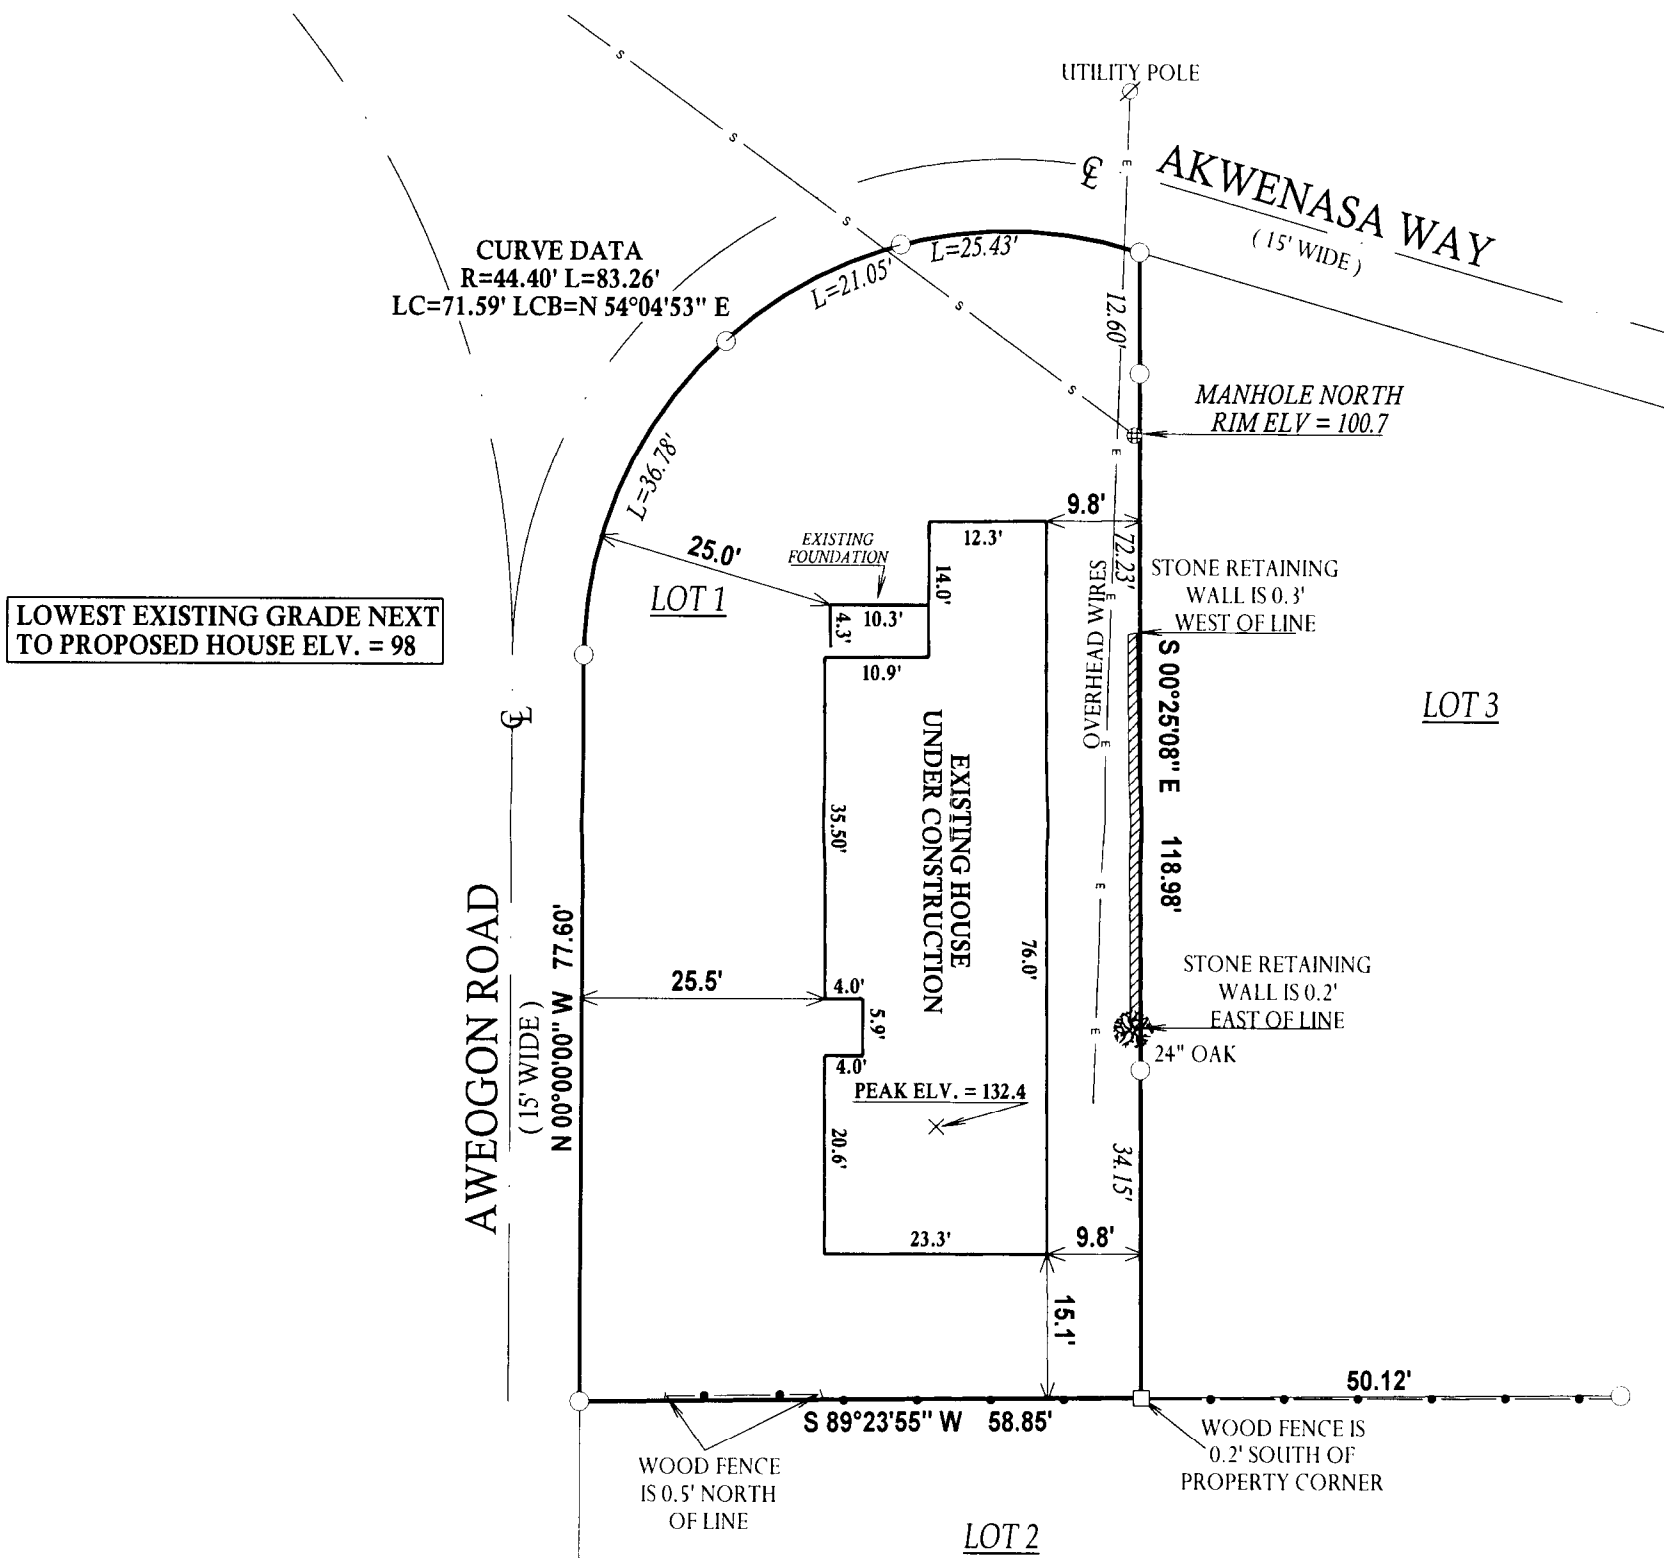 UTILITY POLE
S
S
S
S
S
E
℄ AKWENASA WAY
( 15' WIDE )
CURVE DATA
R=44.40' L=83.26'
LC=71.59' LCB=N 54°04'53" E
L=25.43'
L=21.05'
12.60'
MANHOLE NORTH
RIM ELV = 100.7
E
L=36.78'
9.8'
12.3'
25.0'
EXISTING
FOUNDATION
14.0'
72.23'
STONE RETAINING
WALL IS 0.3'
WEST OF LINE
E
LOT 1
10.3'
4.3'
10.9'
OVERHEAD WIRES
LOWEST EXISTING GRADE NEXT
TO PROPOSED HOUSE ELV. = 98
S 00°25'08" E 118.98'
LOT 3
℄
E
EXISTING HOUSE
UNDER CONSTRUCTION
35.50'
E
76.0'
AWEOGON ROAD
( 15' WIDE )
N 00°00'00" W 77.60'
25.5'
4.0'
5.9'
4.0'
E
STONE RETAINING
WALL IS 0.2'
EAST OF LINE
24" OAK
PEAK ELV. = 132.4
20.6'
34.15'
23.3'
9.8'
15.1'
50.12'
S 89°23'55" W 58.85'
WOOD FENCE
IS 0.5' NORTH
OF LINE
WOOD FENCE IS
0.2' SOUTH OF
PROPERTY CORNER
LOT 2